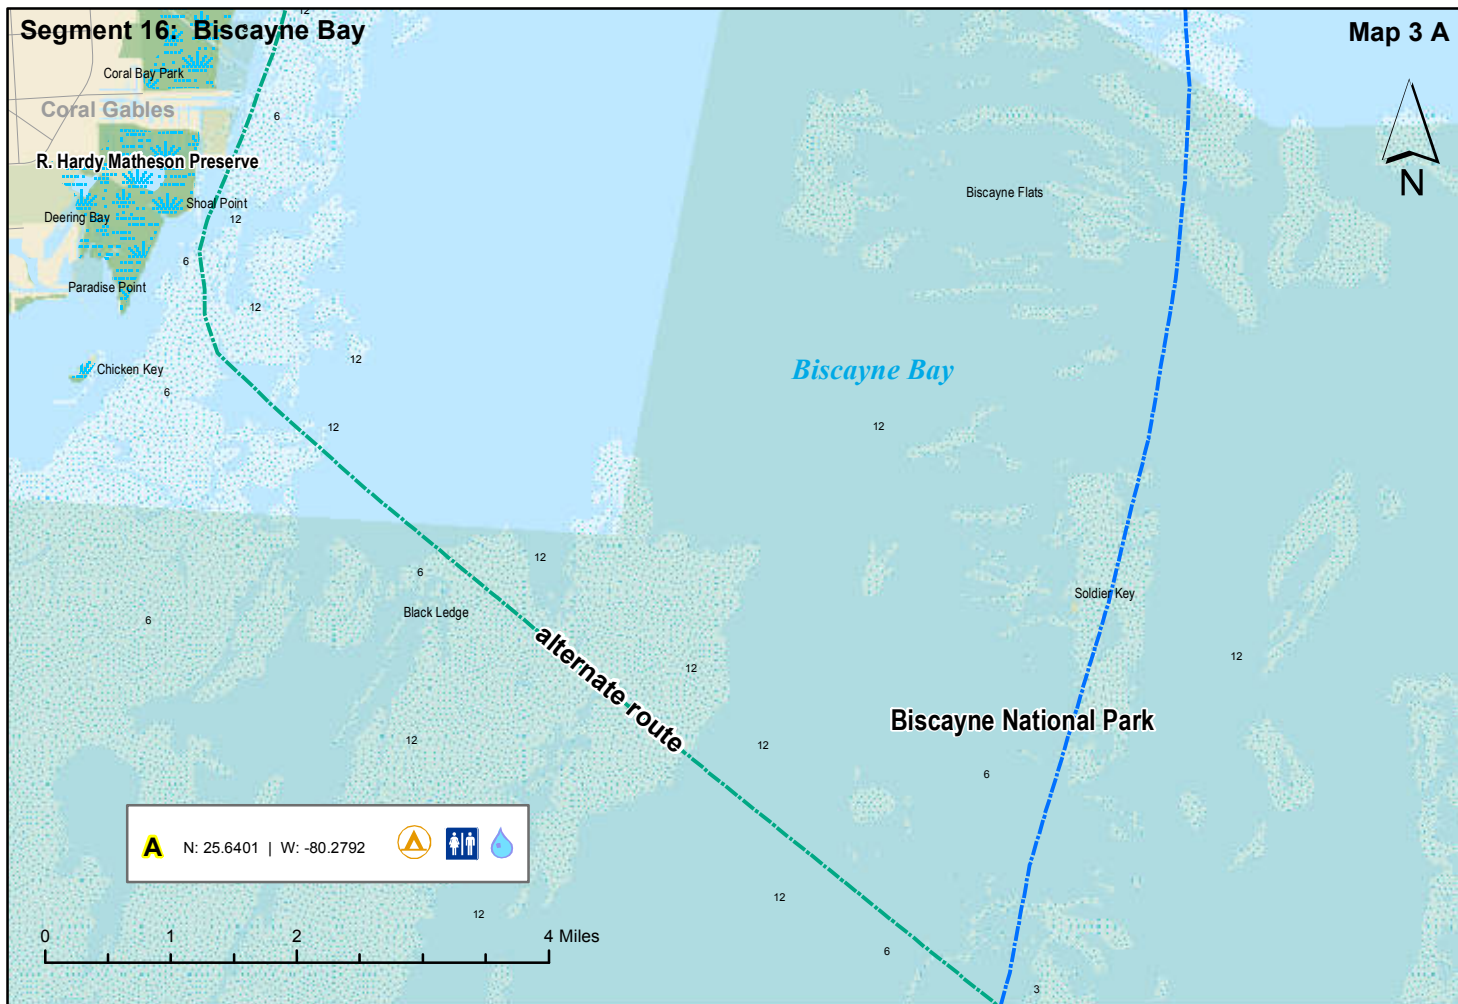 Segment 16:  Biscayne Bay
Map 3 A
12
6
Coral Bay Park
Coral Gables
6
R. Hardy Matheson Preserve
N
Biscayne Flats
Shoal Point
Deering Bay
12
6
Paradise Point
12
12
Chicken Key
Biscayne Bay
6
12
12
12
6
Soldier Key
Black Ledge
6
alternate route
12
12
Biscayne National Park
12
12
6
A N: 25.6401 | W: -80.2792
12
12
6
0 1 2 4 Miles
3